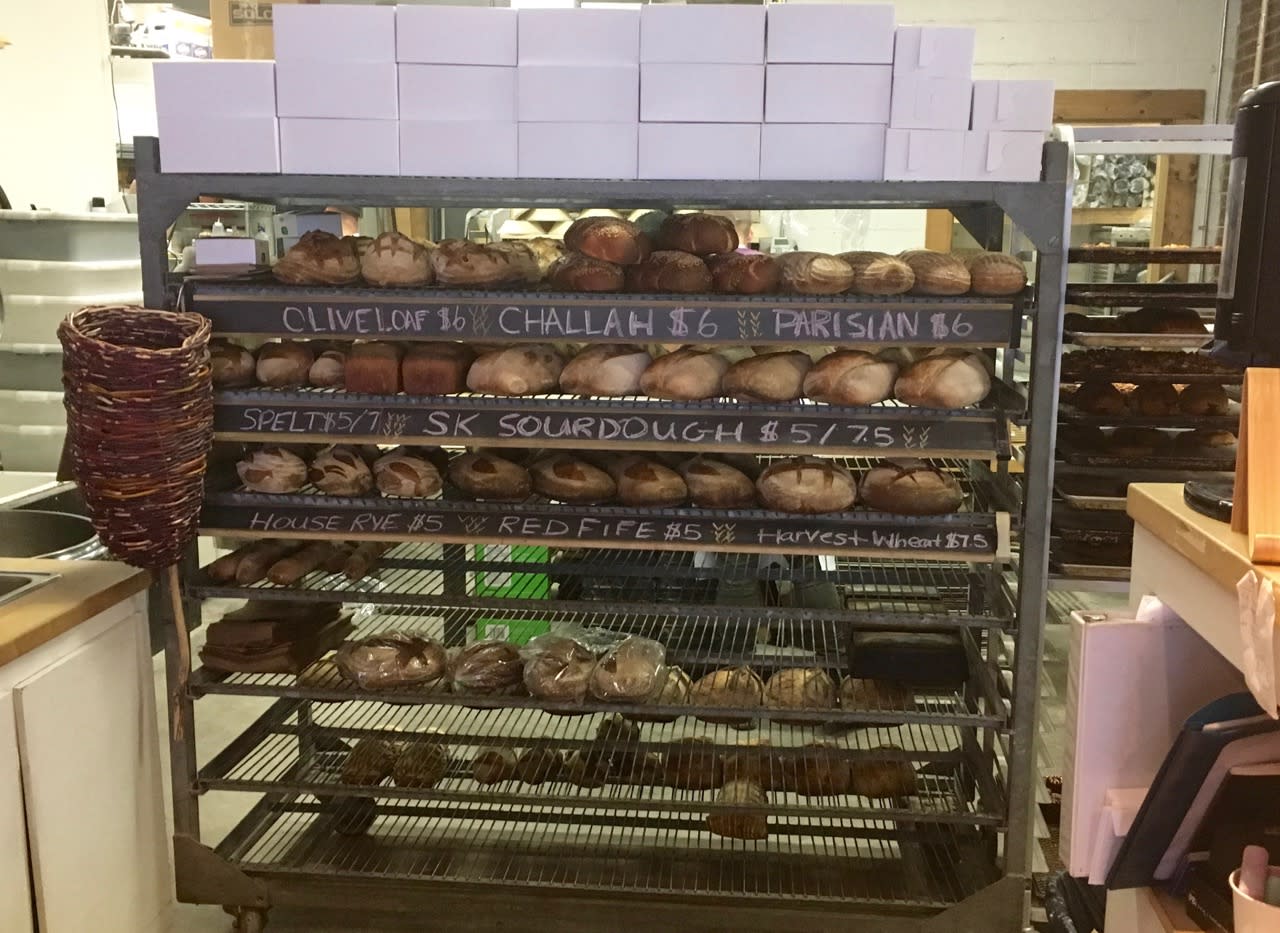 SOLO
OLIVE LOAF $6 CHALLAH $6 PARISIAN $6
SPELT $5/7 SK SOURDOUGH $5/7.5
HOUSE RYE $5 RED FIFE $5 Harvest Wheat $7.5